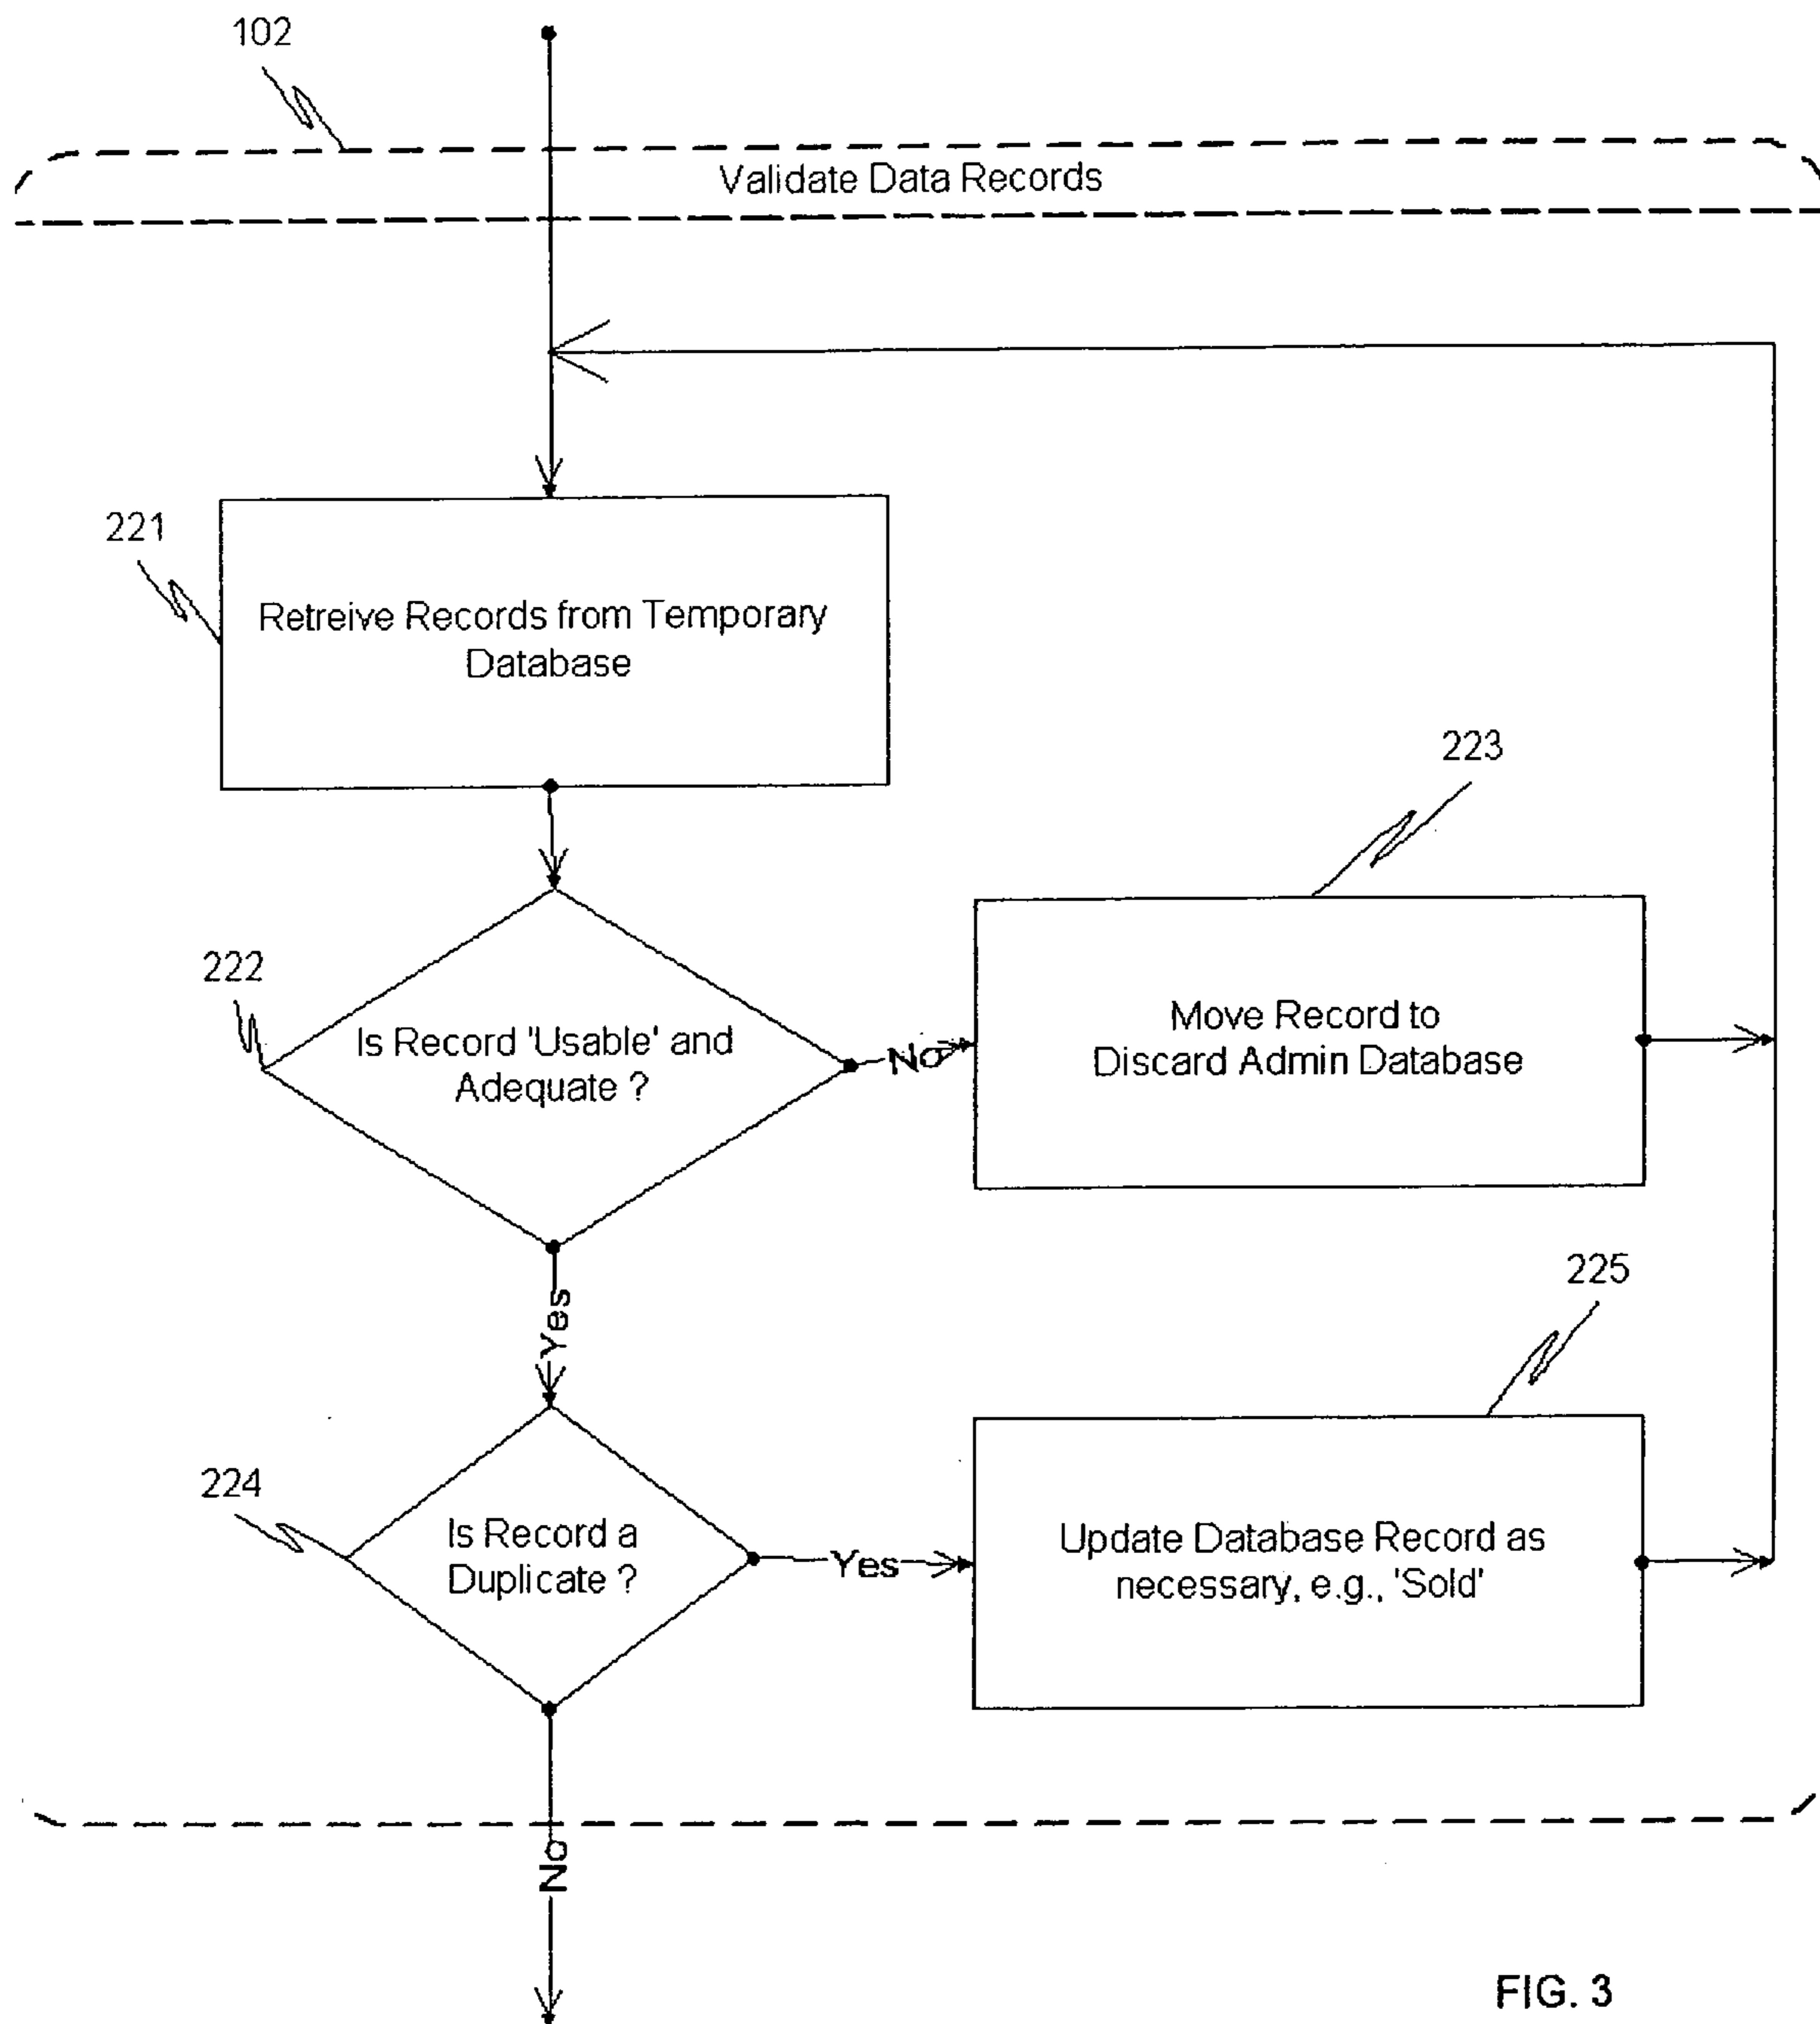 102
Validate Data Records
221
Retreive Records from Temporary
Database
223
222
Is Record 'Usable' and
Adequate ?
No
Move Record to
Discard Admin Database
Yes
225
224
Is Record a
Duplicate ?
Yes
Update Database Record as
necessary, e.g., 'Sold'
No
FIG. 3